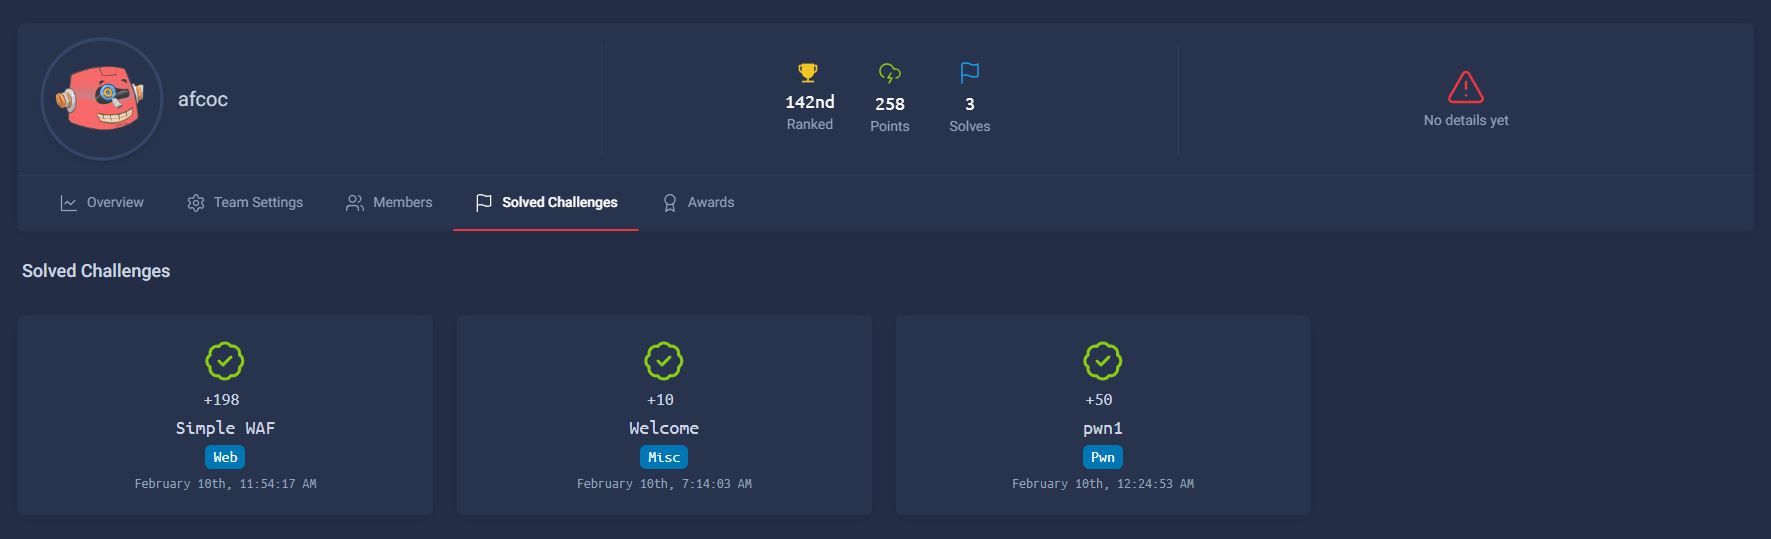 afcoc
142nd
Ranked
258
Points
3
Solves
No details yet
Overview
Team Settings
Members
Solved Challenges
Awards
Solved Challenges
+198
Simple WAF
Web
February 10th, 11:54:17 AM
+10
Welcome
Misc
February 10th, 7:14:03 AM
+50
pwn1
Pwn
February 10th, 12:24:53 AM